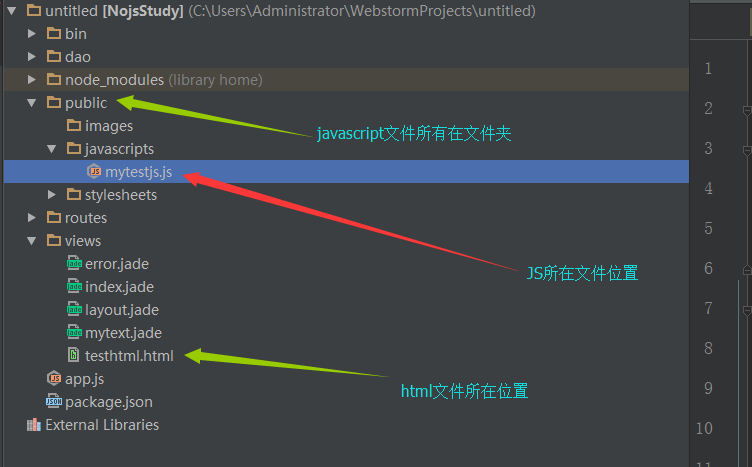 untitled [NojsStudy] (C:\Users\Administrator\WebstormProjects\untitled)
bin
dao
node_modules (library home)
public
images
javascript文件所有在文件夹
javascripts
mytestjs.js
stylesheets
routes
views
error.jade
JS所在文件位置
index.jade
layout.jade
mytext.jade
testhtml.html
app.js
html文件所在位置
package.json
External Libraries
1
2
3
4
5
6
7
8
9
10